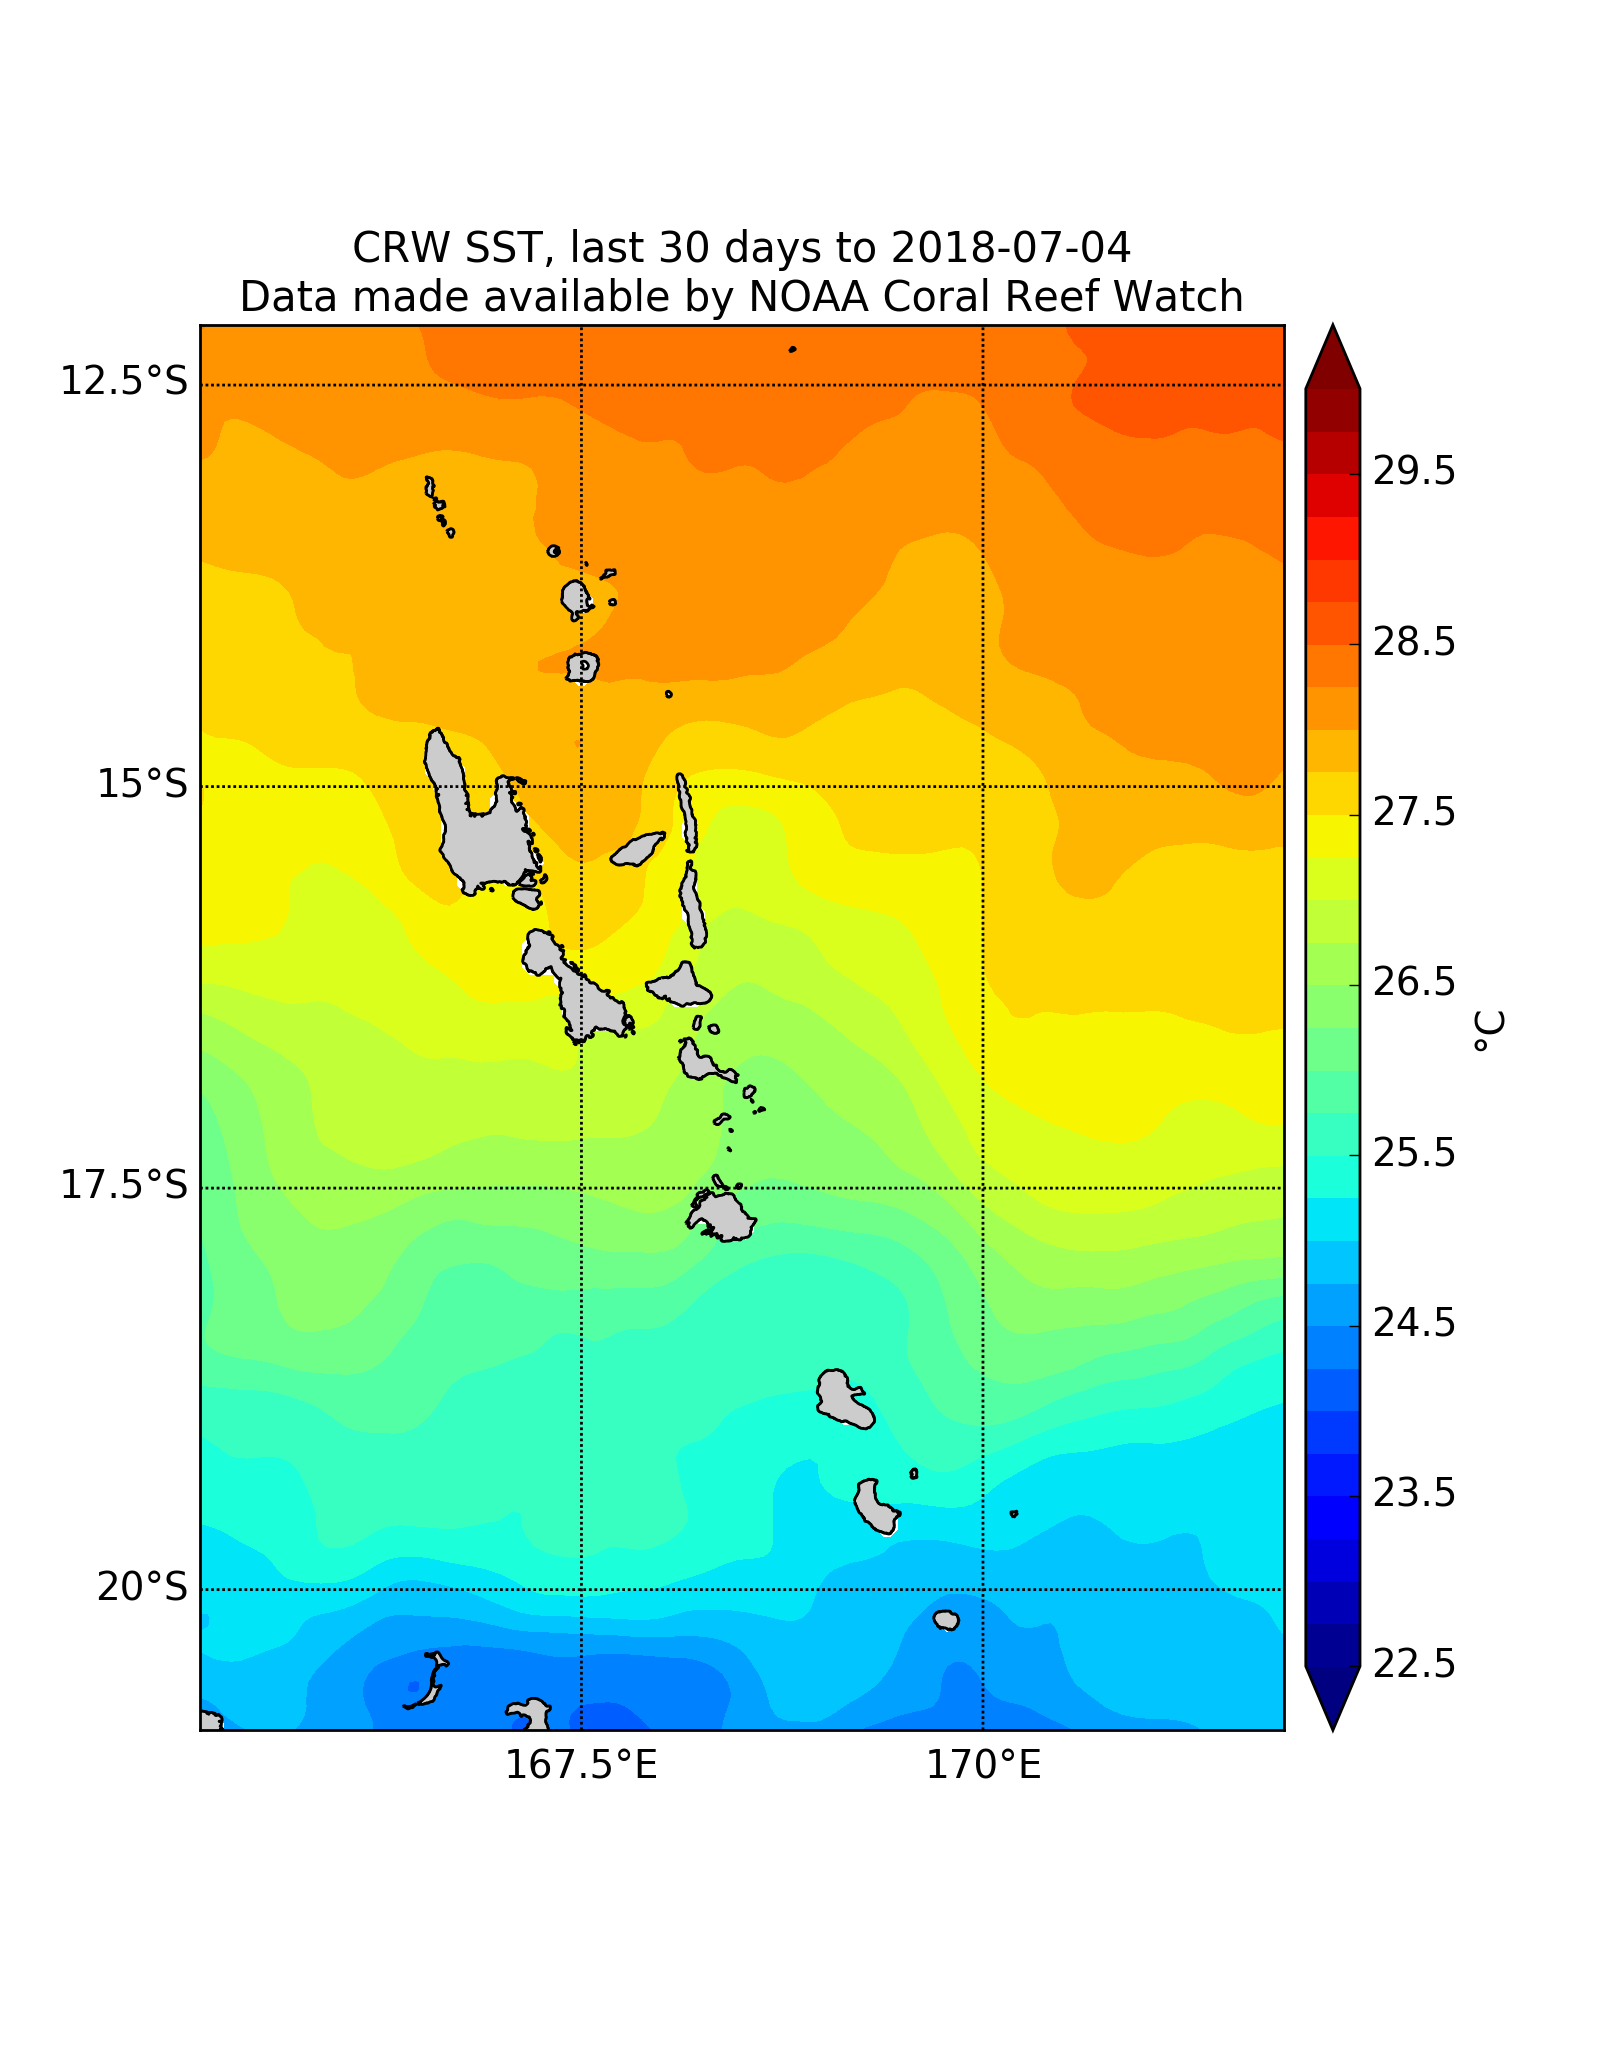 CRW SST, last 30 days to 2018-07-04
Data made available by NOAA Coral Reef Watch
12.5°S
15°S
17.5°S
20°S
167.5°E
170°E
29.5
28.5
27.5
26.5
25.5
24.5
23.5
22.5
°C